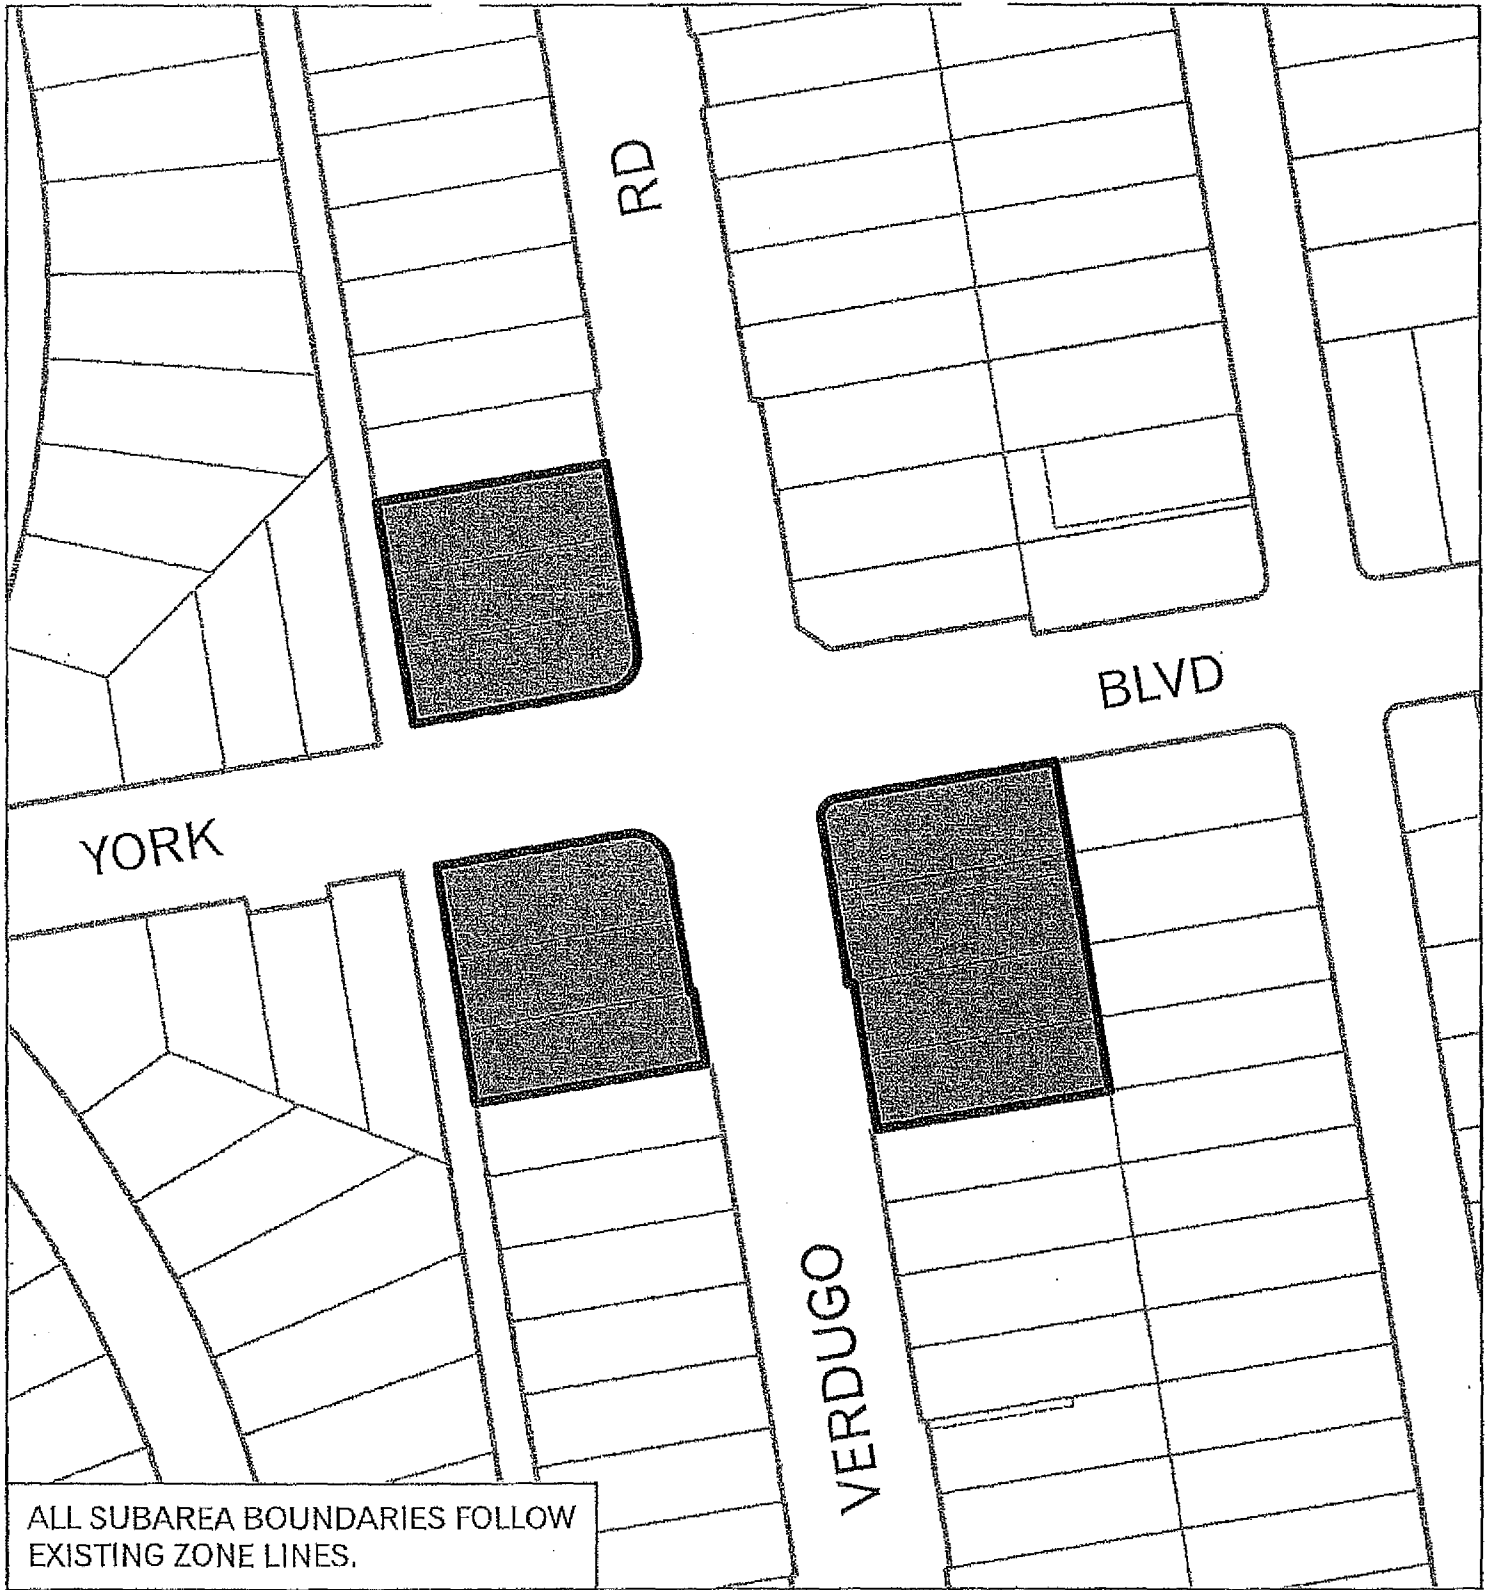 RD
BLVD
YORK
VERDUGO
ALL SUBAREA BOUNDARIES FOLLOW
EXISTING ZONE LINES.